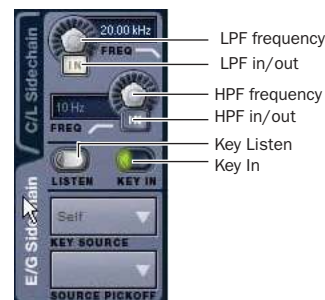 20.00 kHz
FREQ
IN
10 Hz
FREQ
IN
LISTEN
KEY IN
Self
KEY SOURCE
SOURCE PICKOFF
C/L Sidechain
E/G Sidechain
LPF frequency
LPF in/out
HPF frequency
HPF in/out
Key Listen
Key In